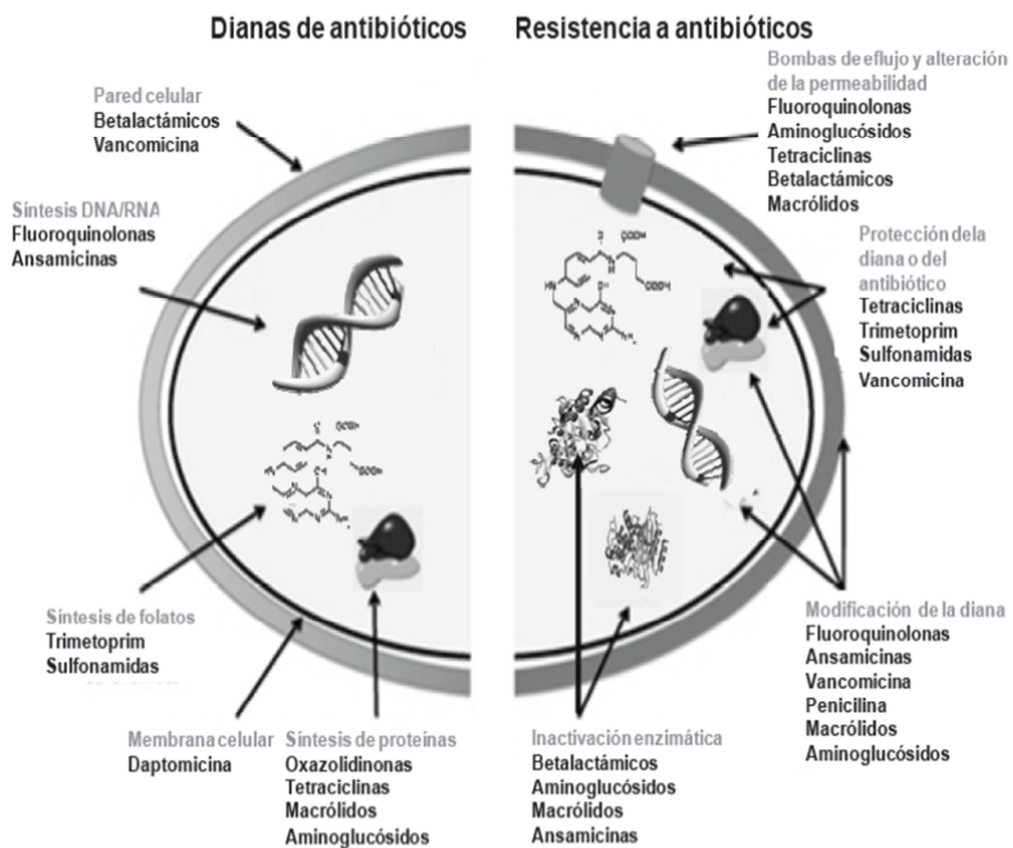 Dianas de antibióticos
Resistencia a antibióticos
Pared celular
Betalactámicos
Vancomicina
Síntesis DNA/RNA
Fluoroquinolonas
Ansamicinas
Síntesis de folatos
Trimetoprim
Sulfonamidas
Membrana celular
Daptomicina
Síntesis de proteínas
Oxazolidinonas
Tetraciclinas
Macrólidos
Aminoglucósidos
Bombas de eflujo y alteración
de la permeabilidad
Fluoroquinolonas
Aminoglucósidos
Tetraciclinas
Betalactámicos
Macrólidos
Protección dela
diana o del
antibiótico
Tetraciclinas
Trimetoprim
Sulfonamidas
Vancomicina
Modificación de la diana
Fluoroquinolonas
Ansamicinas
Vancomicina
Penicilina
Macrólidos
Aminoglucósidos
Inactivación enzimática
Betalactámicos
Aminoglucósidos
Macrólidos
Ansamicinas